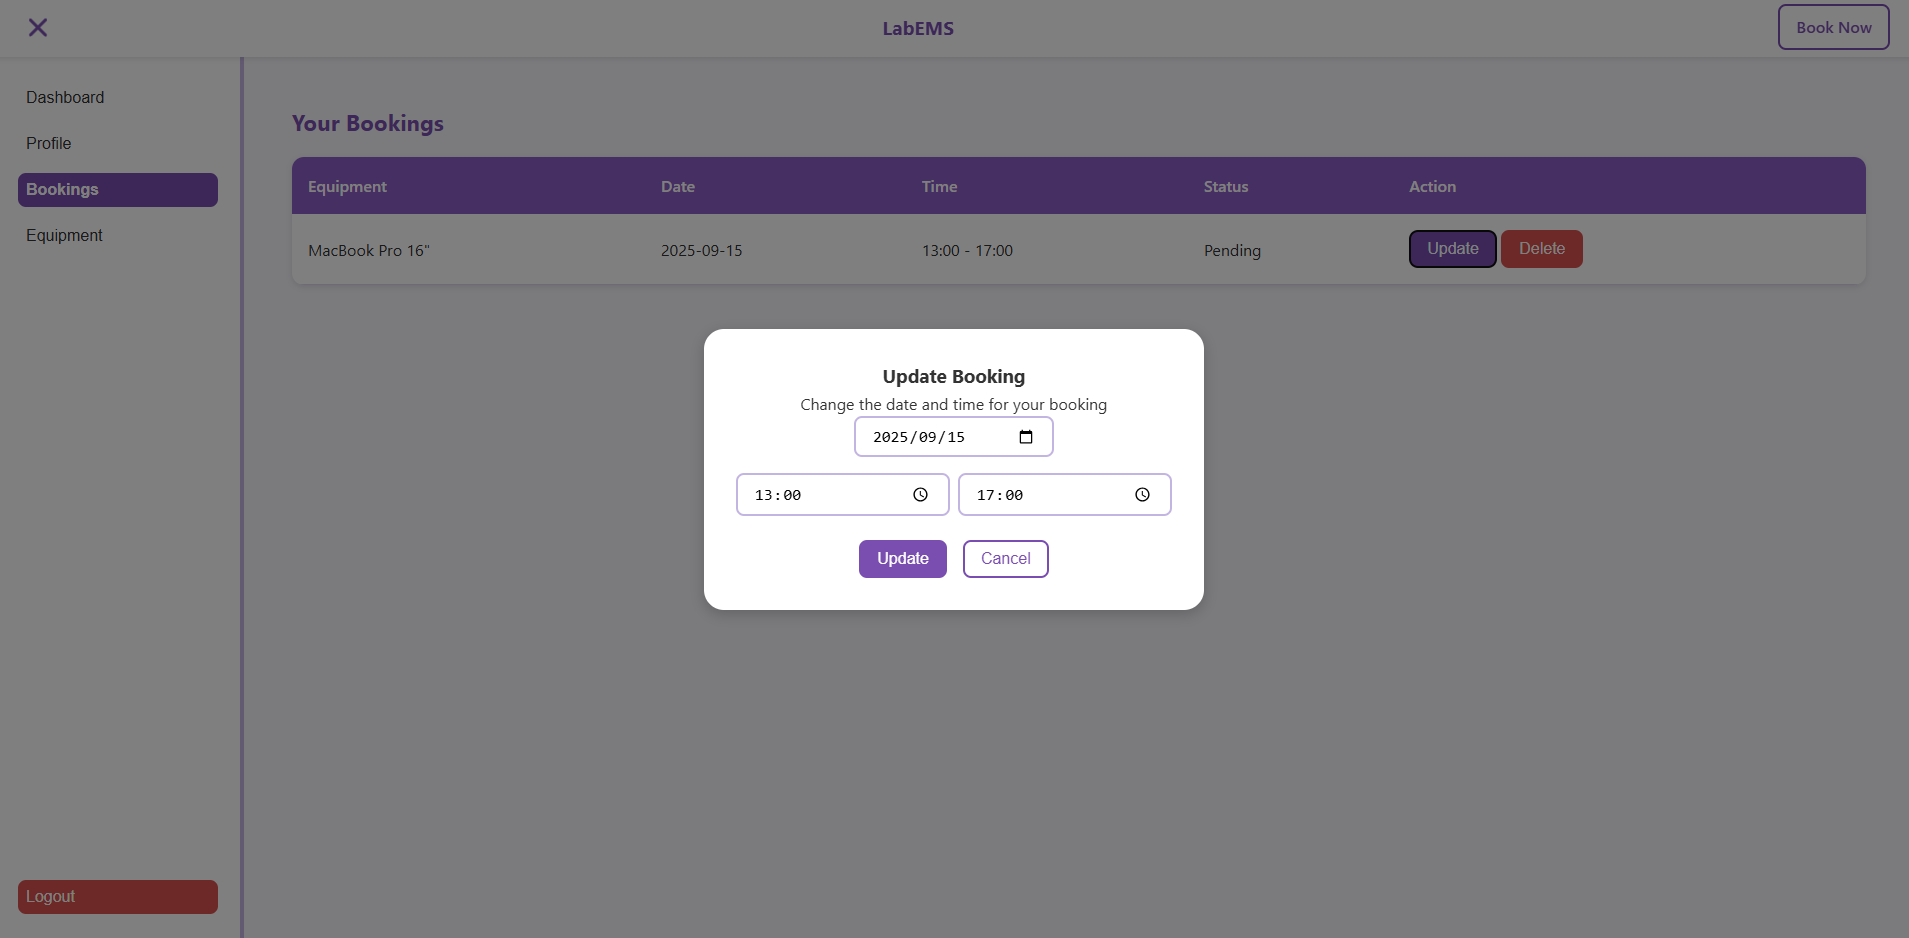 LabEMS
Book Now
Dashboard
Profile
Bookings
Equipment
Logout
Your Bookings
Equipment Date Time Status Action
MacBook Pro 16" 2025-09-15 13:00 - 17:00 Pending Update Delete
Update Booking
Change the date and time for your booking
2025/09/15
13:00 17:00
Update Cancel